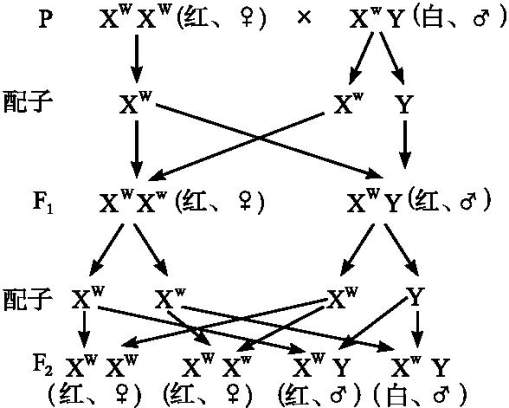 P X^W X^W (红、♀) × X^w Y (白、♂)
配子 X^W X^w Y
F₁ X^W X^w (红、♀) X^W Y (红、♂)
配子 X^W X^w X^W Y
F₂ X^W X^W X^W X^w X^W Y X^w Y
(红、♀) (红、♀) (红、♂) (白、♂)